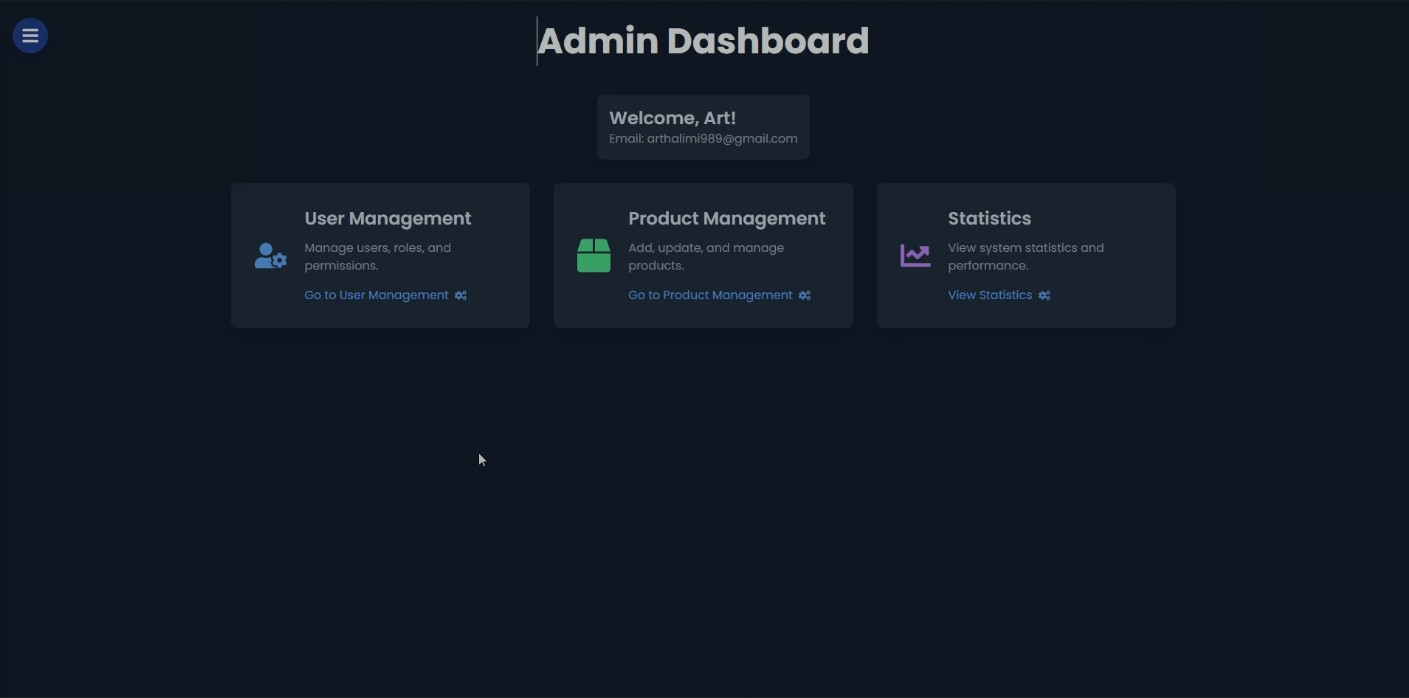 Admin Dashboard
Welcome, Art!
Email: arthalimi989@gmail.com
User Management
Manage users, roles, and
permissions.
Go to User Management
Product Management
Add, update, and manage
products.
Go to Product Management
Statistics
View system statistics and
performance.
View Statistics